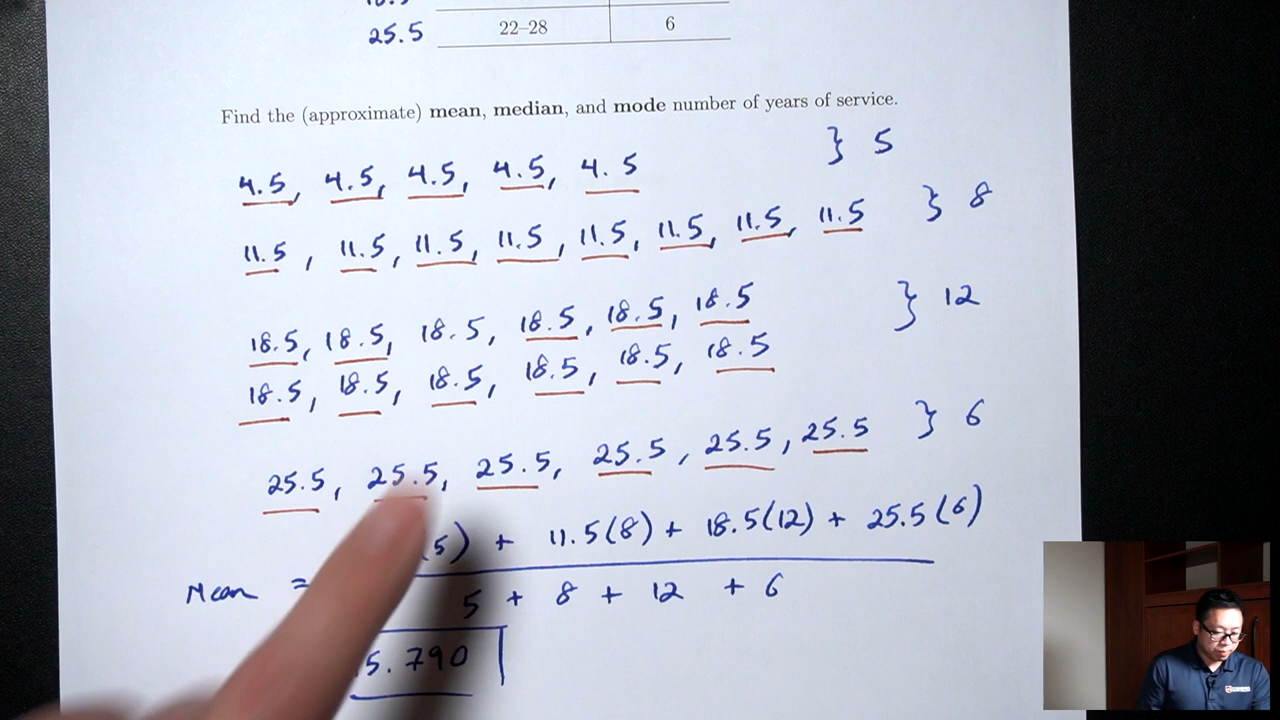 25.5 22–28 6
Find the (approximate) mean, median, and mode number of years of service.
4.5, 4.5, 4.5, 4.5, 4.5 } 5
11.5, 11.5, 11.5, 11.5, 11.5, 11.5, 11.5, 11.5 } 8
18.5, 18.5, 18.5, 18.5, 18.5, 18.5 } 12
18.5, 18.5, 18.5, 18.5, 18.5, 18.5
25.5, 25.5, 25.5, 25.5, 25.5, 25.5 } 6
(5) + 11.5(8) + 18.5(12) + 25.5(6)
Mean =
5 + 8 + 12 + 6
5.790